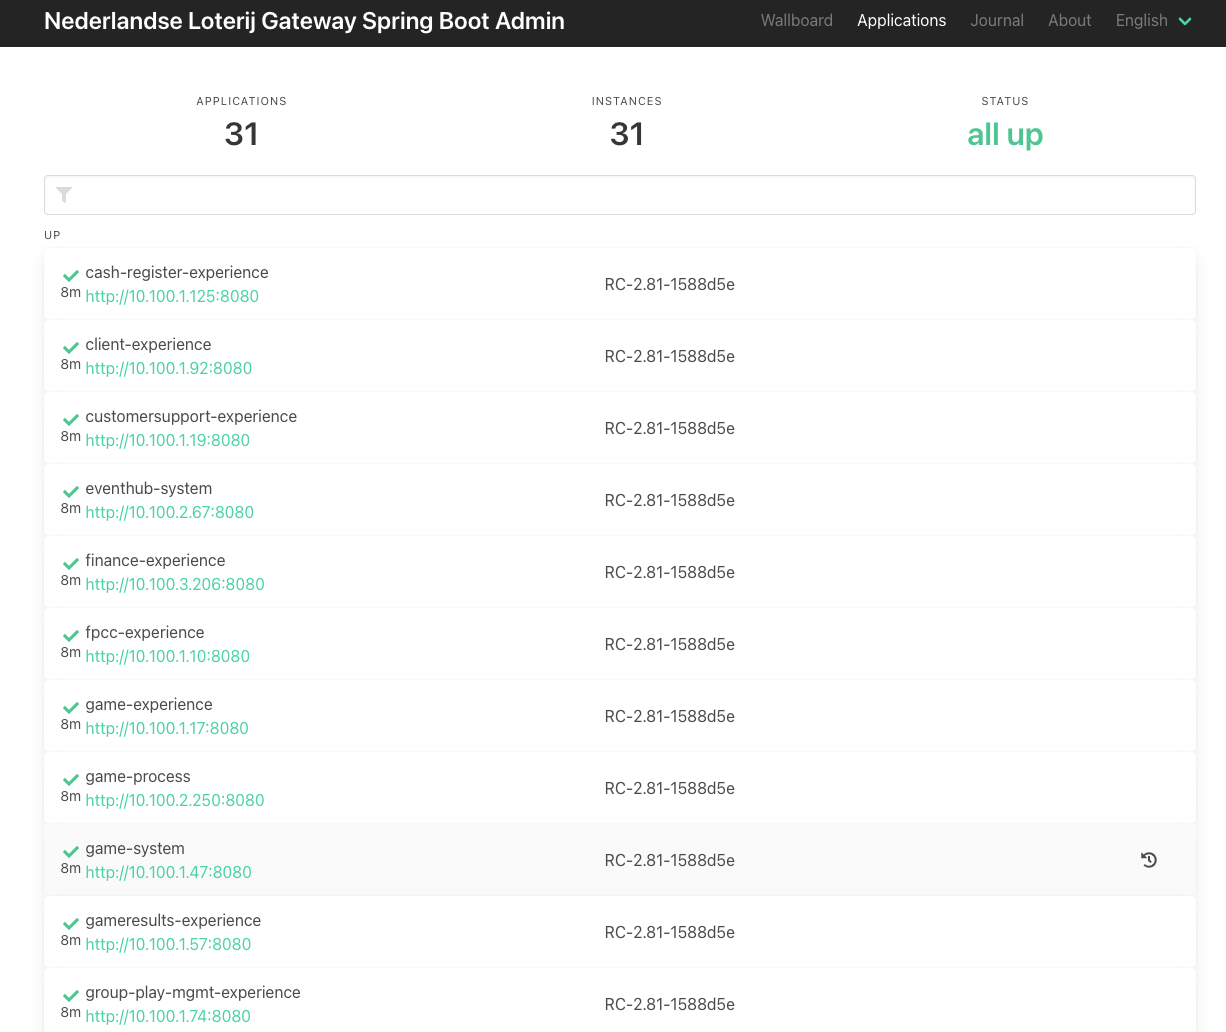 Nederlandse Loterij Gateway Spring Boot Admin
Wallboard Applications Journal About English
APPLICATIONS INSTANCES STATUS
31 31 all up
UP
cash-register-experience
8m http://10.100.1.125:8080 RC-2.81-1588d5e
client-experience
8m http://10.100.1.92:8080 RC-2.81-1588d5e
customersupport-experience
8m http://10.100.1.19:8080 RC-2.81-1588d5e
eventhub-system
8m http://10.100.2.67:8080 RC-2.81-1588d5e
finance-experience
8m http://10.100.3.206:8080 RC-2.81-1588d5e
fpcc-experience
8m http://10.100.1.10:8080 RC-2.81-1588d5e
game-experience
8m http://10.100.1.17:8080 RC-2.81-1588d5e
game-process
8m http://10.100.2.250:8080 RC-2.81-1588d5e
game-system
8m http://10.100.1.47:8080 RC-2.81-1588d5e
gameresults-experience
8m http://10.100.1.57:8080 RC-2.81-1588d5e
group-play-mgmt-experience
8m http://10.100.1.74:8080 RC-2.81-1588d5e